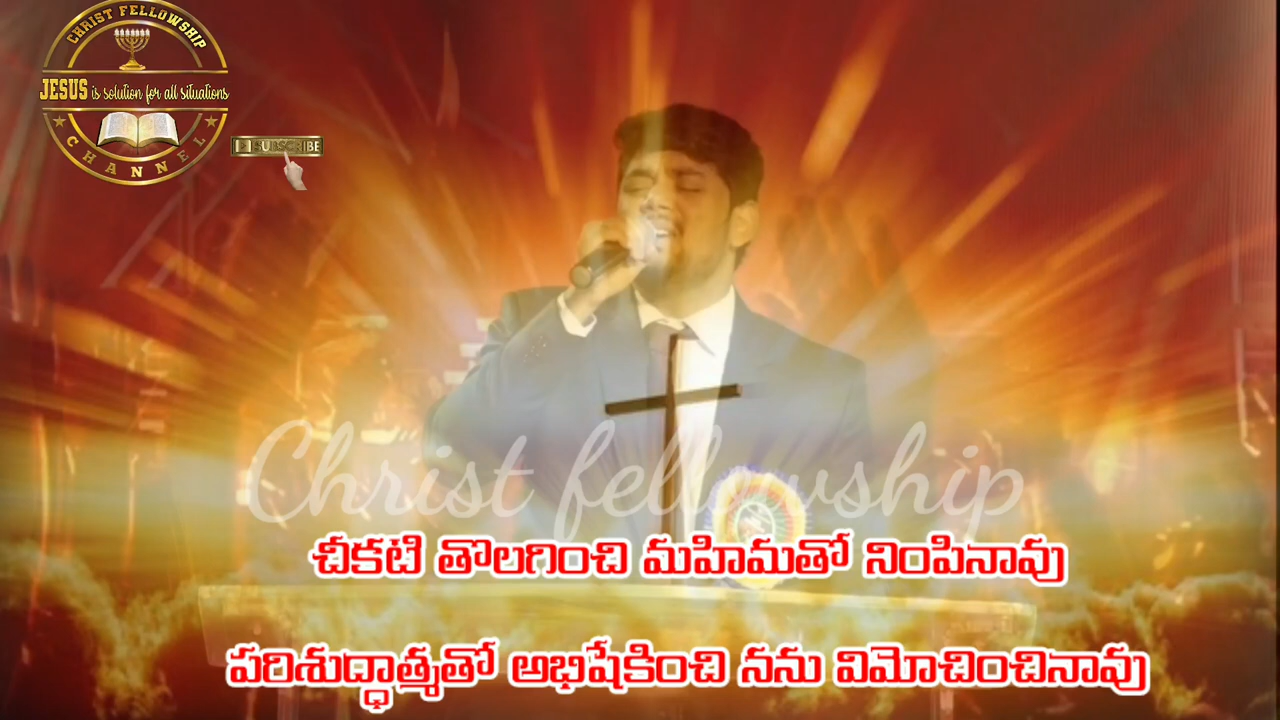 CHRIST FELLOWSHIP
JESUS is solution for all situations
CHANNEL
SUBSCRIBE
Christ fellowship
చీకటి తొలగించి మహిమతో నింపినావు
పరిశుద్ధాత్మతో అభిషేకించి నను విమోచించినావు